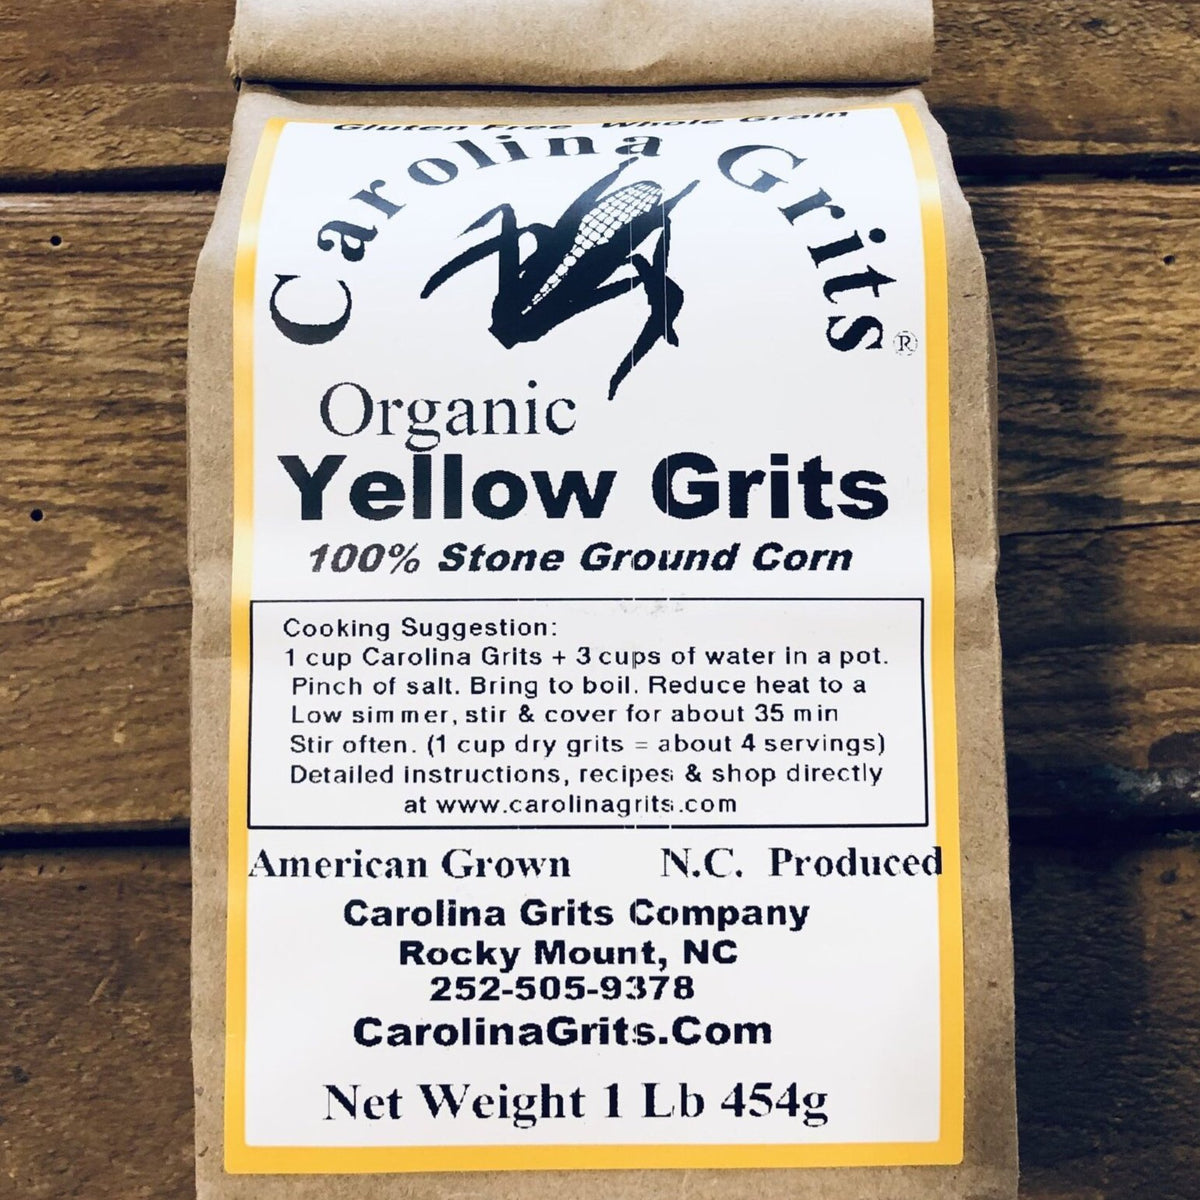 Gluten Free Whole Grain
Carolina Grits ®
Organic
Yellow Grits
100% Stone Ground Corn
Cooking Suggestion:
1 cup Carolina Grits + 3 cups of water in a pot.
Pinch of salt. Bring to boil. Reduce heat to a
Low simmer, stir & cover for about 35 min
Stir often. (1 cup dry grits = about 4 servings)
Detailed instructions, recipes & shop directly
at www.carolinagrits.com
American Grown N.C. Produced
Carolina Grits Company
Rocky Mount, NC
252-505-9378
CarolinaGrits.Com
Net Weight 1 Lb 454g